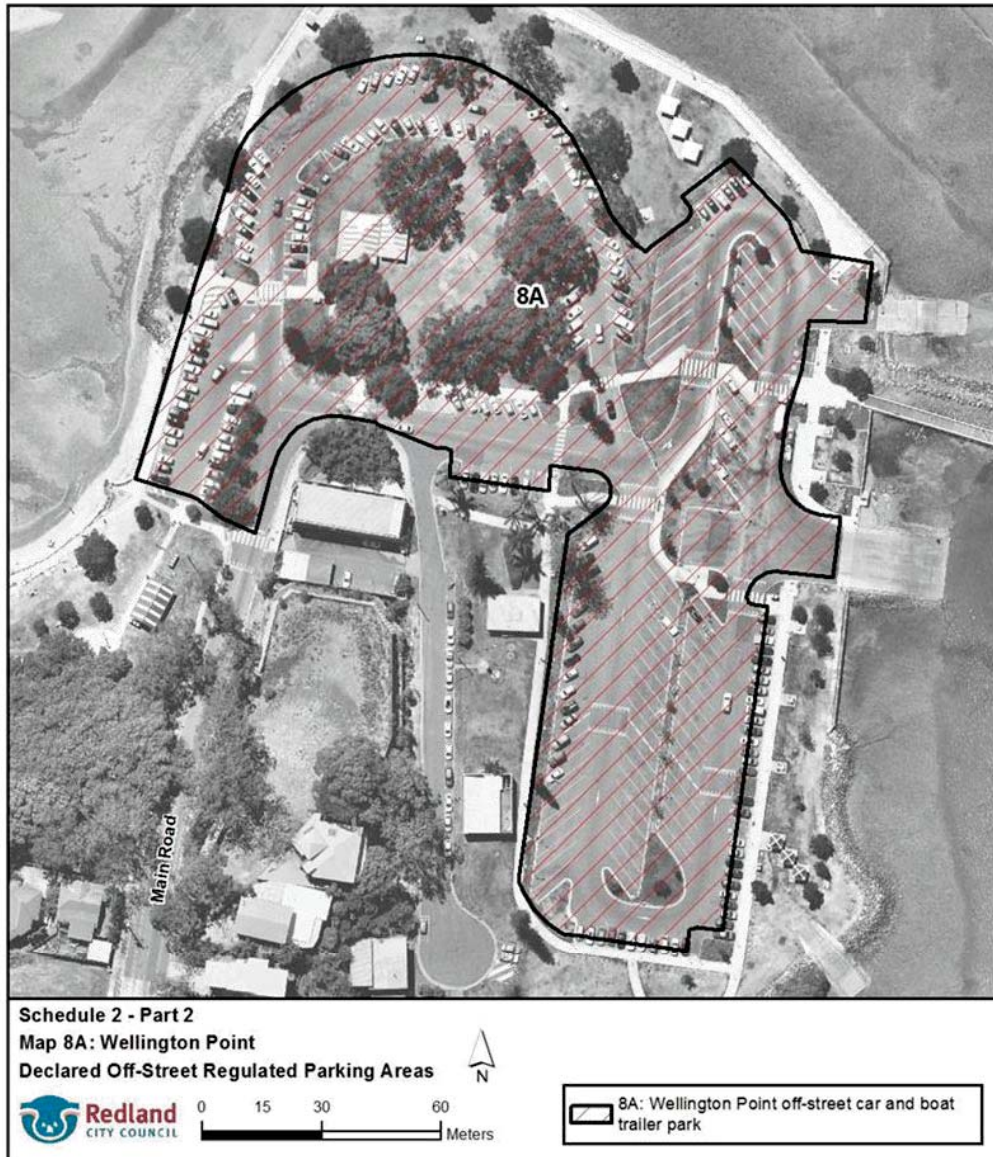 8A
Main Road
Schedule 2 - Part 2
Map 8A: Wellington Point
Declared Off-Street Regulated Parking Areas
N
Redland
CITY COUNCIL
0 15 30 60
Meters
8A: Wellington Point off-street car and boat
trailer park